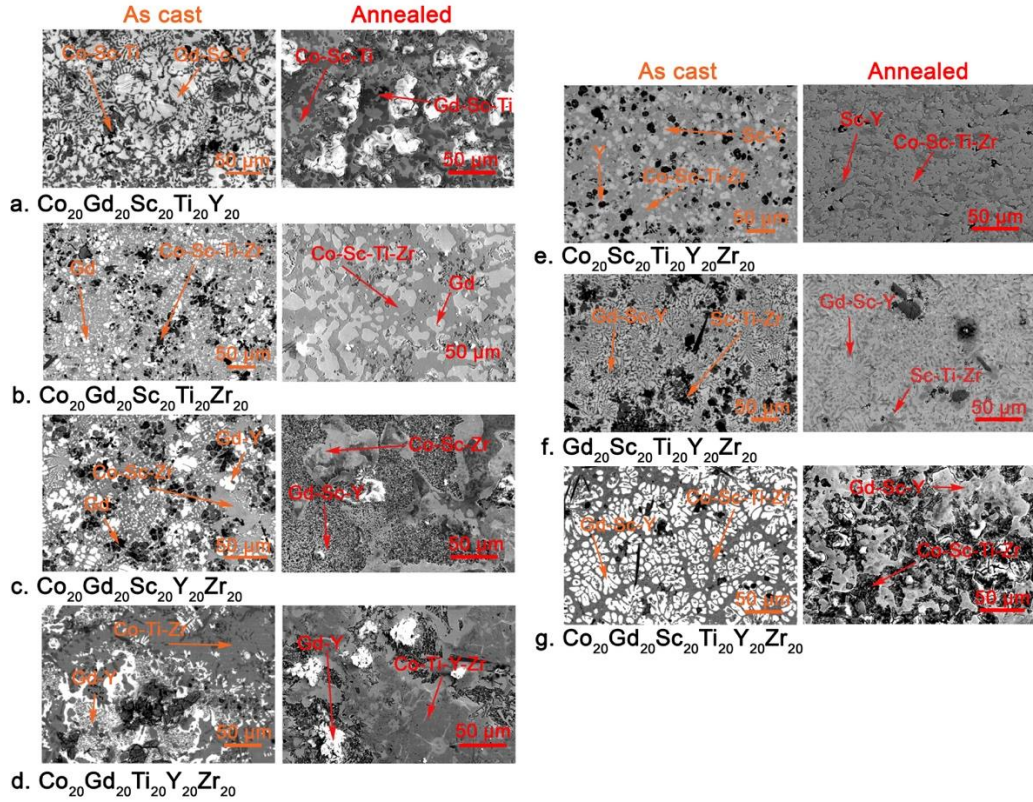 As cast Annealed
Co-Sc-Ti Gd-Sc-Y Co-Sc-Ti Gd-Sc-Ti
50 µm 50 µm
a. Co₂₀Gd₂₀Sc₂₀Ti₂₀Y₂₀
Gd Co-Sc-Ti-Zr Co-Sc-Ti-Zr Gd
50 µm 50 µm
b. Co₂₀Gd₂₀Sc₂₀Ti₂₀Zr₂₀
Gd-Y Co-Sc-Zr Gd Co-Sc-Zr Gd-Sc-Y
50 µm 50 µm
c. Co₂₀Gd₂₀Sc₂₀Y₂₀Zr₂₀
Co-Ti-Zr Gd-Y Gd-Y Co-Ti-Y-Zr
50 µm 50 µm
d. Co₂₀Gd₂₀Ti₂₀Y₂₀Zr₂₀
As cast Annealed
Sc-Y Y Co-Sc-Ti-Zr Sc-Y Co-Sc-Ti-Zr
50 µm 50 µm
e. Co₂₀Sc₂₀Ti₂₀Y₂₀Zr₂₀
Gd-Sc-Y Sc-Ti-Zr Gd-Sc-Y Sc-Ti-Zr
50 µm 50 µm
f. Gd₂₀Sc₂₀Ti₂₀Y₂₀Zr₂₀
Co-Sc-Ti-Zr Gd-Sc-Y Gd-Sc-Y Co-Sc-Ti-Zr
50 µm 50 µm
g. Co₂₀Gd₂₀Sc₂₀Ti₂₀Y₂₀Zr₂₀